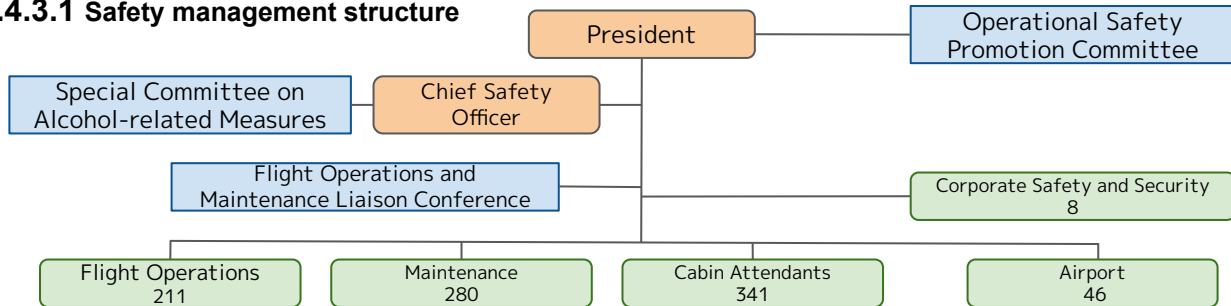 .4.3.1 Safety management structure
President
Operational Safety
Promotion Committee
Special Committee on
Alcohol-related Measures
Chief Safety
Officer
Flight Operations and
Maintenance Liaison Conference
Corporate Safety and Security
8
Flight Operations
211
Maintenance
280
Cabin Attendants
341
Airport
46